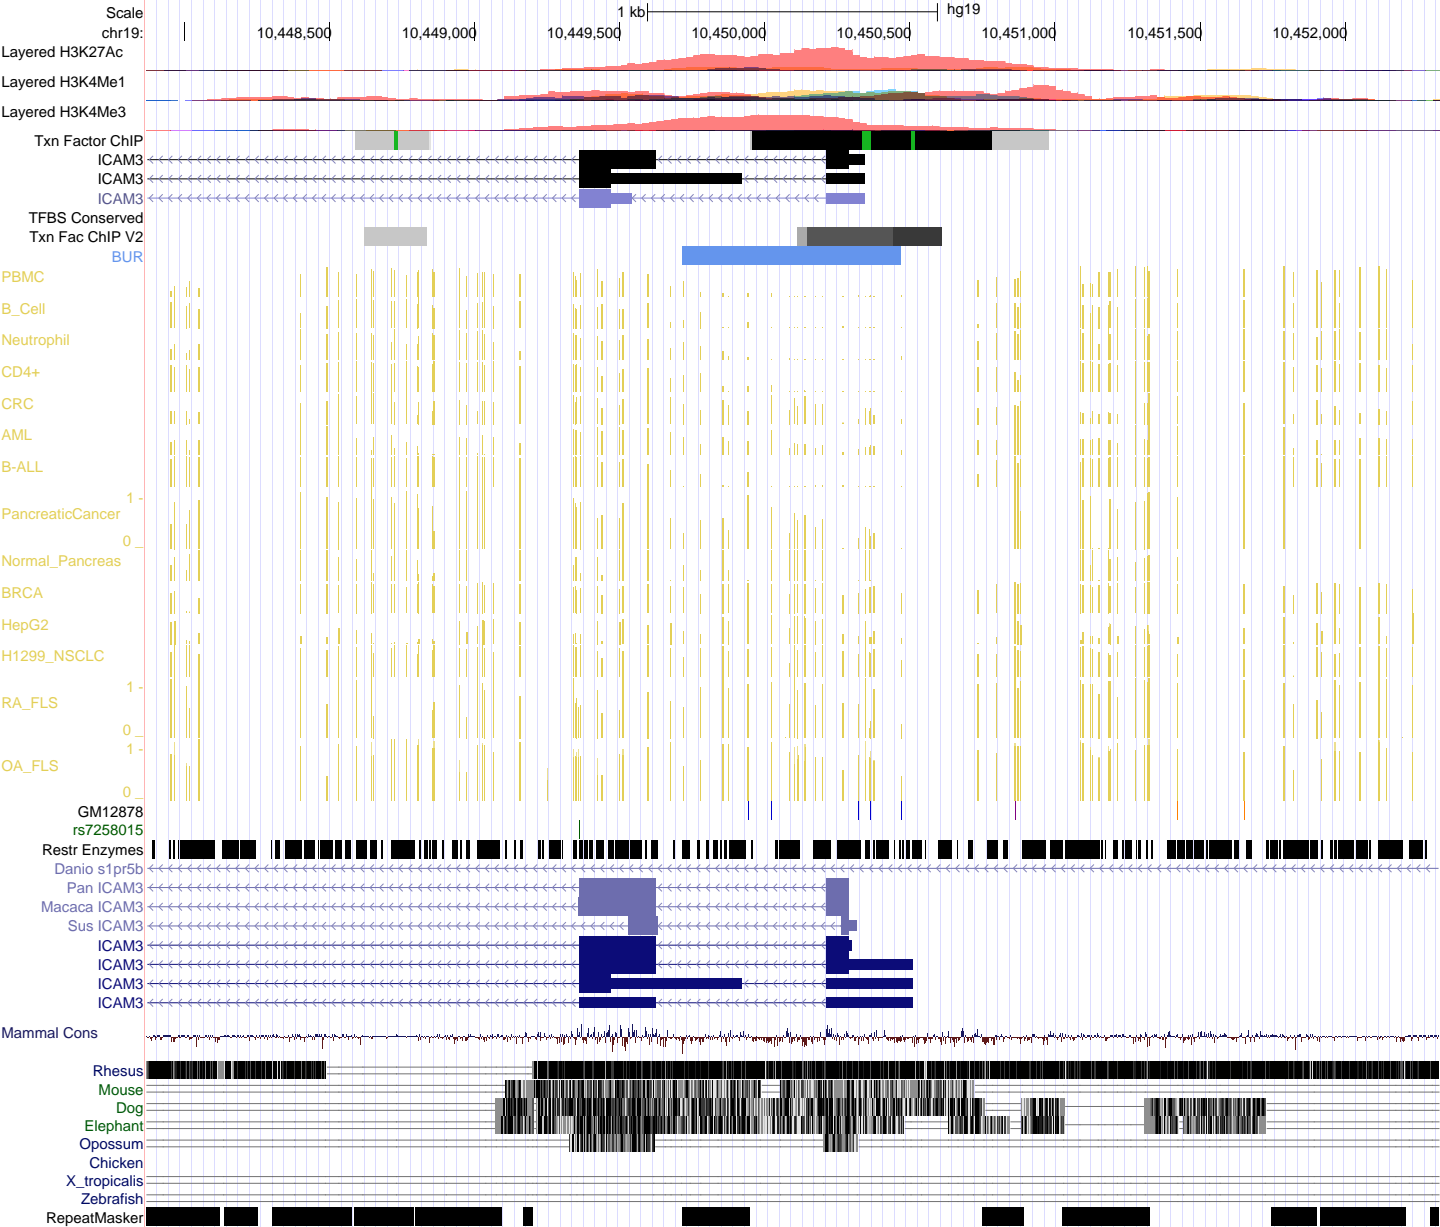 Scale 1 kb hg19
chr19: 10,448,500 10,449,000 10,449,500 10,450,000 10,450,500 10,451,000 10,451,500 10,452,000
Layered H3K27Ac
Layered H3K4Me1
Layered H3K4Me3
Txn Factor ChIP
ICAM3
ICAM3
ICAM3
TFBS Conserved
Txn Fac ChIP V2
BUR
PBMC
B_Cell
Neutrophil
CD4+
CRC
AML
B-ALL
1 -
PancreaticCancer
0 _
Normal_Pancreas
BRCA
HepG2
H1299_NSCLC
1 -
RA_FLS
0 _
1 -
OA_FLS
0 _
GM12878
rs7258015
Restr Enzymes
Danio s1pr5b
Pan ICAM3
Macaca ICAM3
Sus ICAM3
ICAM3
ICAM3
ICAM3
ICAM3
Mammal Cons
Rhesus
Mouse
Dog
Elephant
Opossum
Chicken
X_tropicalis
Zebrafish
RepeatMasker